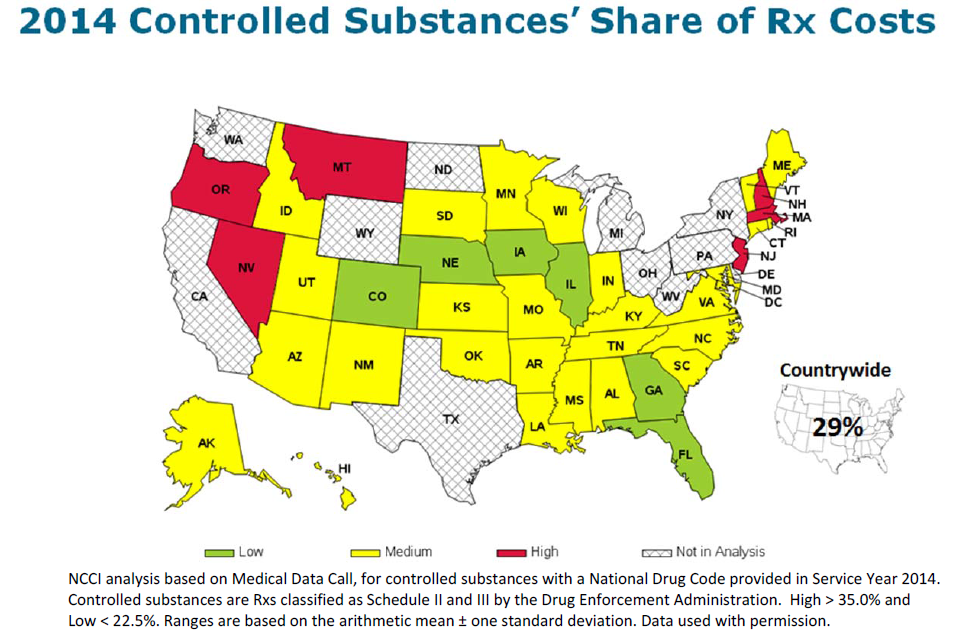 2014 Controlled Substances’ Share of Rx Costs
WA
MT
ND
ME
OR
MN
VT
ID
SD
WI
NH
NY
MA
WY
MI
RI
CT
IA
PA
NJ
NE
NV
OH
DE
UT
IL
IN
CO
WV
MD
CA
VA
DC
KS
MO
KY
NC
TN
OK
AZ
AR
SC
NM
Countrywide
GA
AL
MS
TX
LA
29%
AK
FL
HI
Low
Medium
High
Not in Analysis
NCCI analysis based on Medical Data Call, for controlled substances with a National Drug Code provided in Service Year 2014.
Controlled substances are Rxs classified as Schedule II and III by the Drug Enforcement Administration.  High > 35.0% and
Low < 22.5%. Ranges are based on the arithmetic mean ± one standard deviation. Data used with permission.